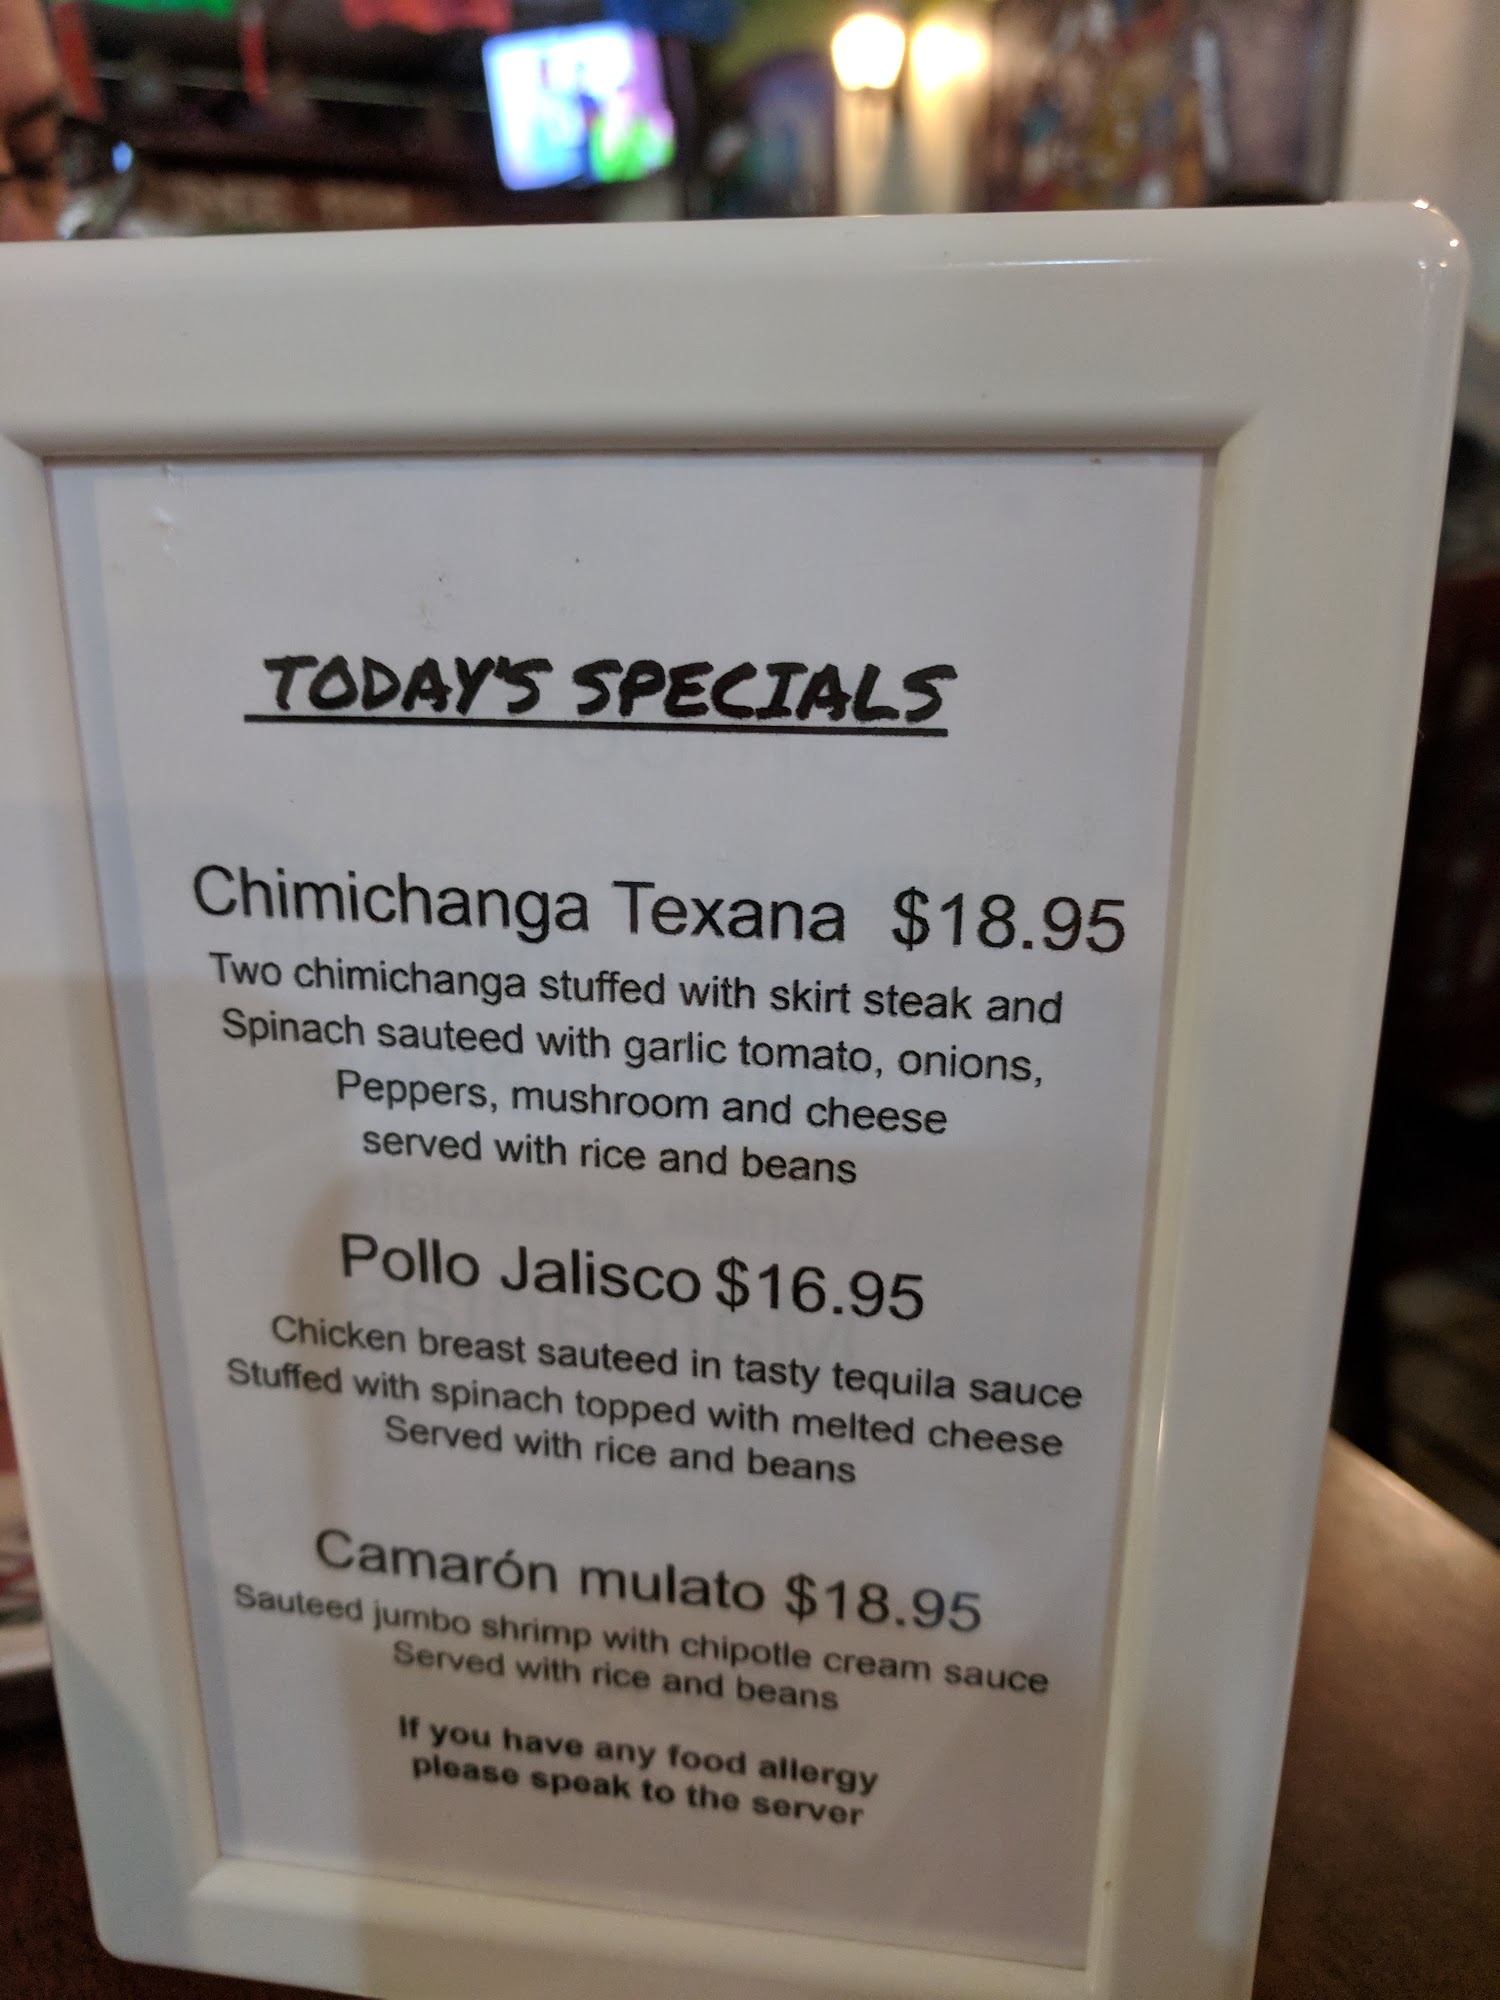 TODAY'S SPECIALS
Chimichanga Texana $18.95
Two chimichanga stuffed with skirt steak and
Spinach sauteed with garlic tomato, onions,
Peppers, mushroom and cheese
served with rice and beans
Pollo Jalisco $16.95
Chicken breast sauteed in tasty tequila sauce
Stuffed with spinach topped with melted cheese
Served with rice and beans
Camarón mulato $18.95
Sauteed jumbo shrimp with chipotle cream sauce
Served with rice and beans
If you have any food allergy
please speak to the server